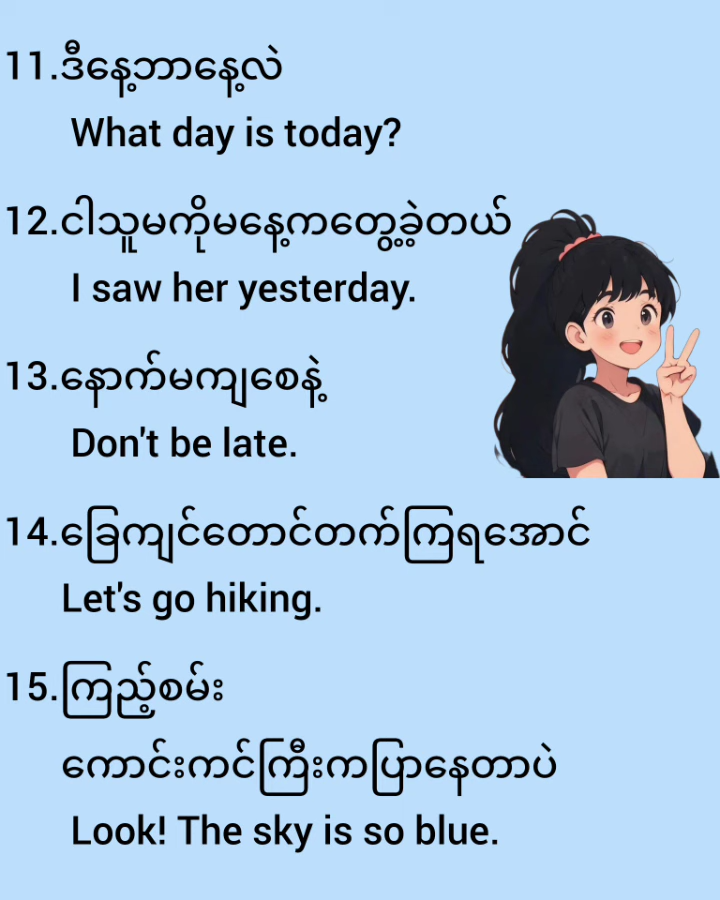 11.ဒီနေ့ဘာနေ့လဲ
What day is today?
12.ငါသူမကိုမနေ့ကတွေ့ခဲ့တယ်
I saw her yesterday.
13.နောက်မကျစေနဲ့
Don't be late.
14.ခြေကျင်တောင်တက်ကြရအောင်
Let's go hiking.
15.ကြည့်စမ်း
ကောင်းကင်ကြီးကပြာနေတာပဲ
Look! The sky is so blue.